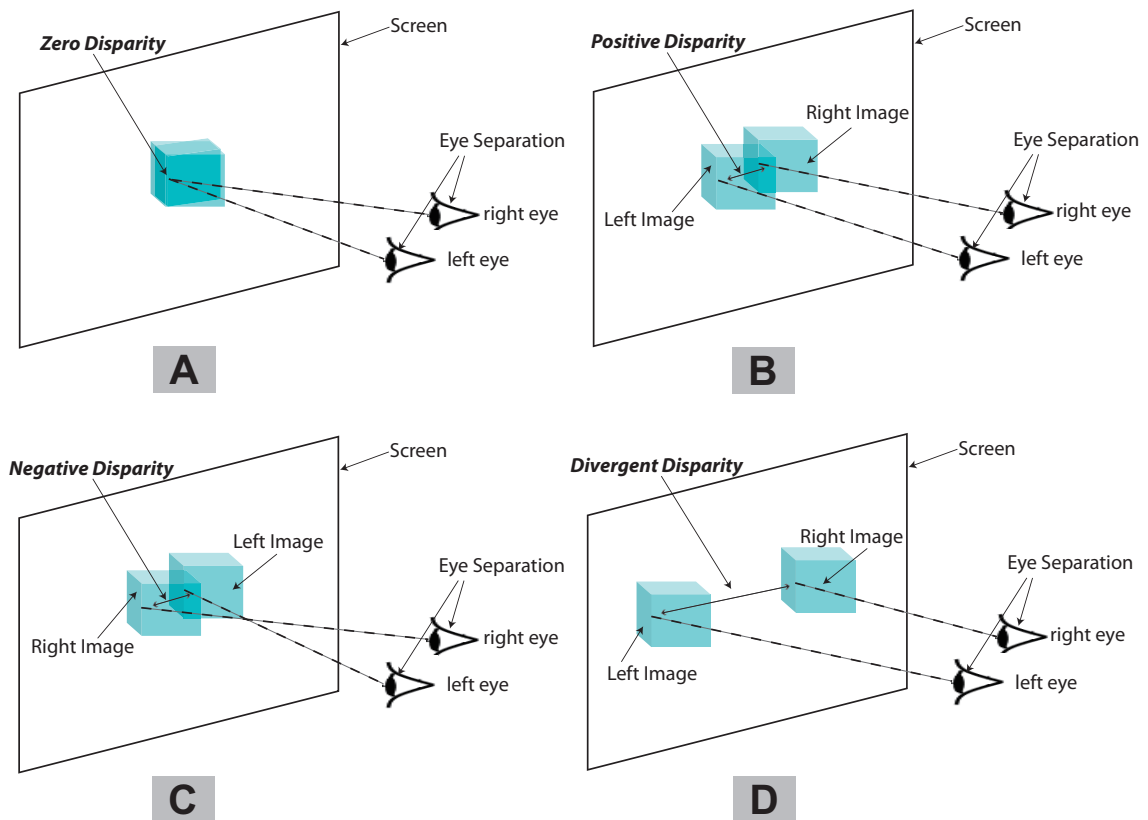 Screen
Zero Disparity
Eye Separation
right eye
left eye
A
Screen
Positive Disparity
Right Image
Eye Separation
Left Image
right eye
left eye
B
Screen
Negative Disparity
Left Image
Eye Separation
Right Image
right eye
left eye
C
Screen
Divergent Disparity
Right Image
Eye Separation
right eye
Left Image
left eye
D